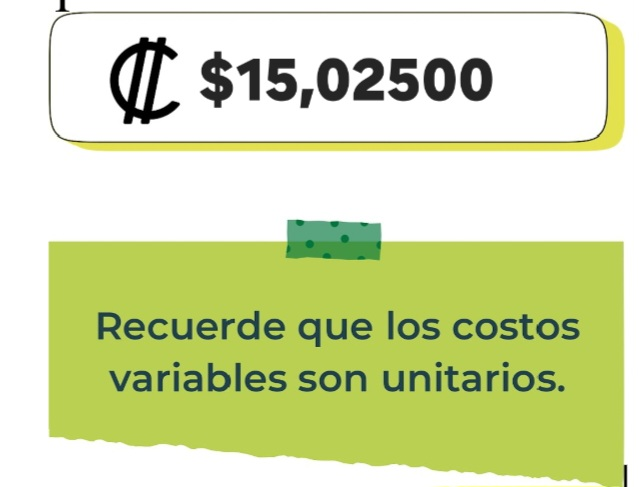 ₡ $15,02500
Recuerde que los costos
variables son unitarios.